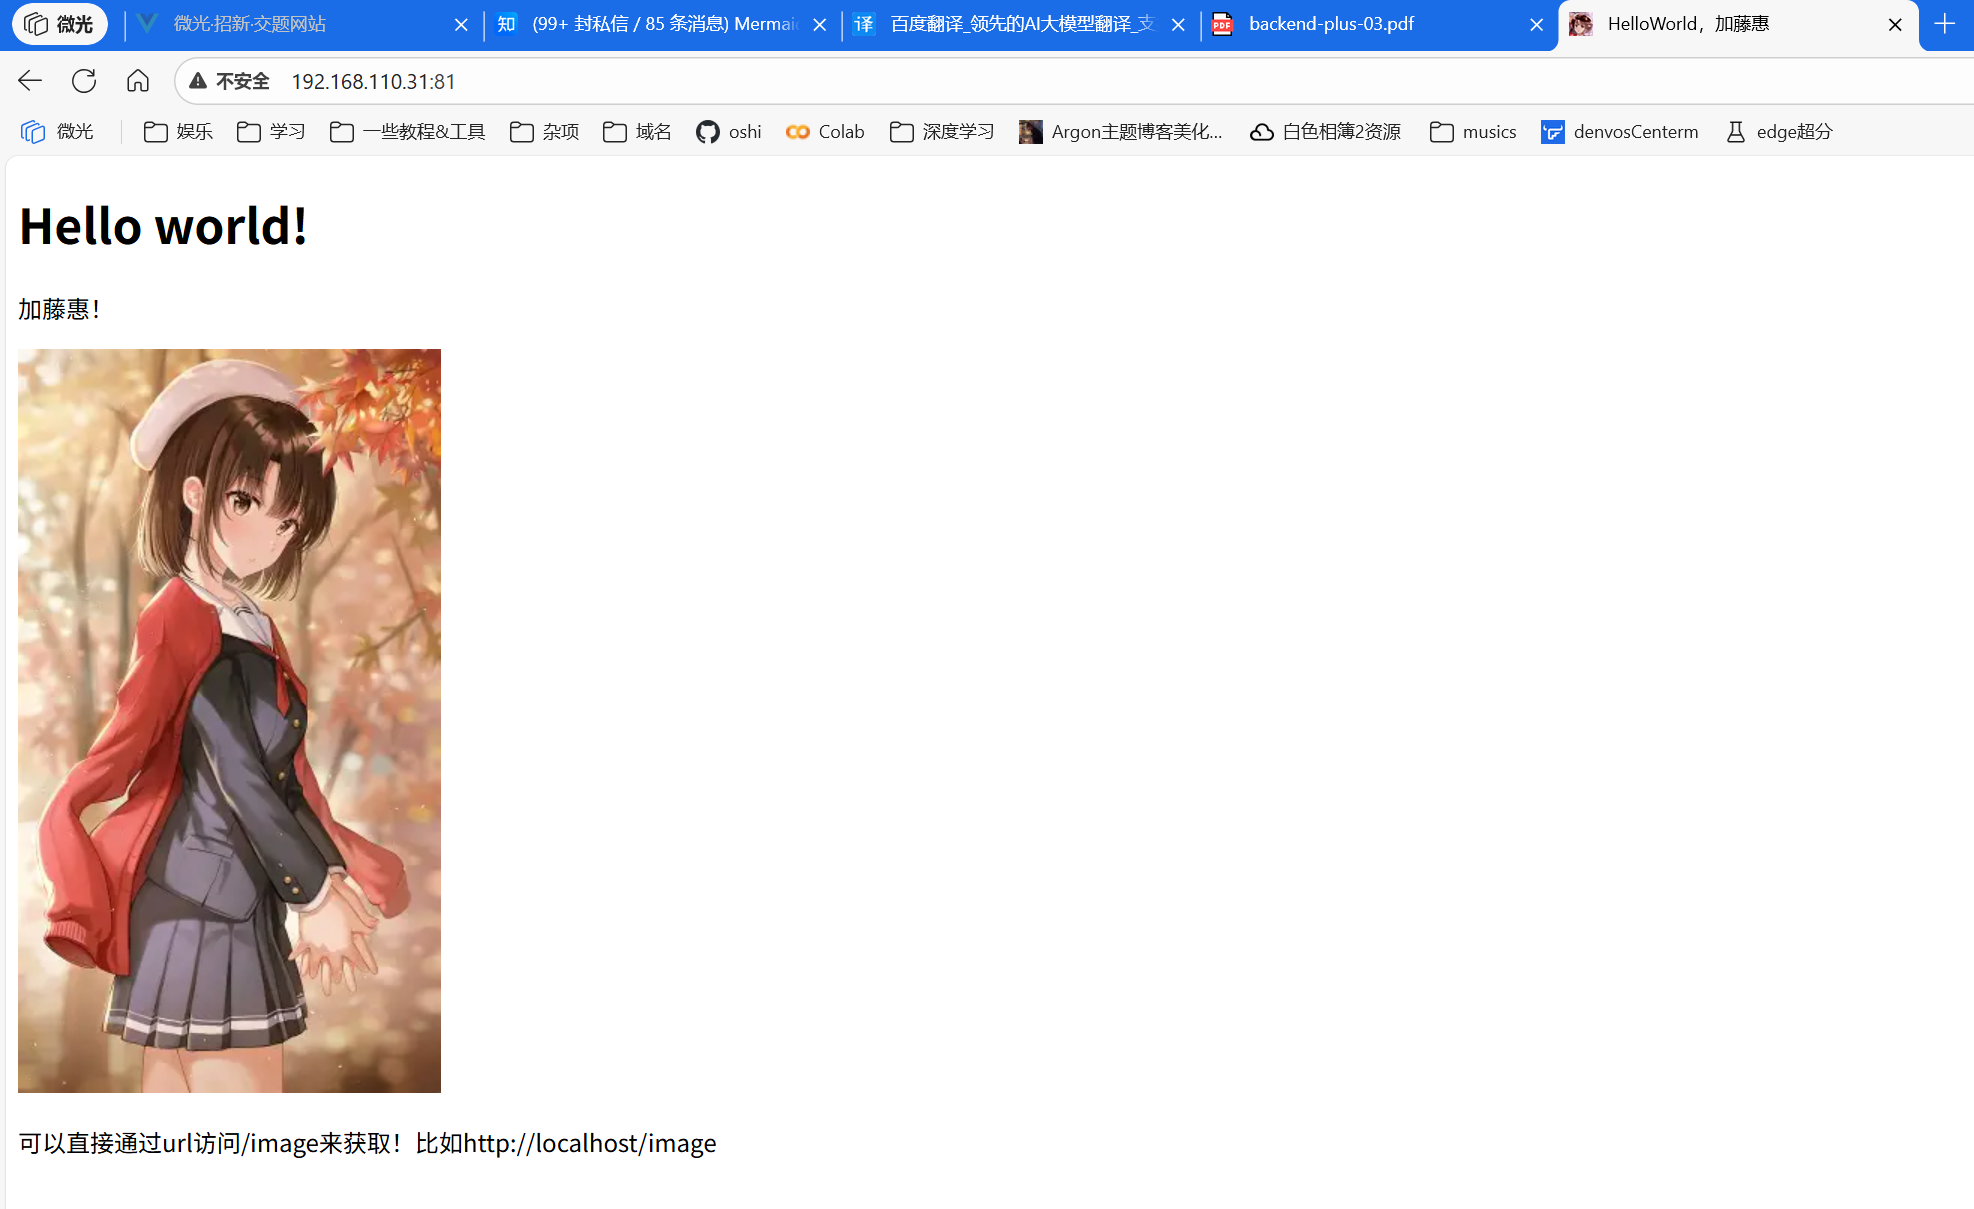 微光
微光·招新·交题网站
知
(99+ 封私信 / 85 条消息) Mermai
译
百度翻译_领先的AI大模型翻译_支
PDF
backend-plus-03.pdf
HelloWorld，加藤惠
不安全
192.168.110.31:81
微光
娱乐
学习
一些教程&工具
杂项
域名
oshi
Colab
深度学习
Argon主题博客美化...
白色相簿2资源
musics
denvosCenterm
edge超分
Hello world!
加藤惠！
可以直接通过url访问/image来获取！比如http://localhost/image